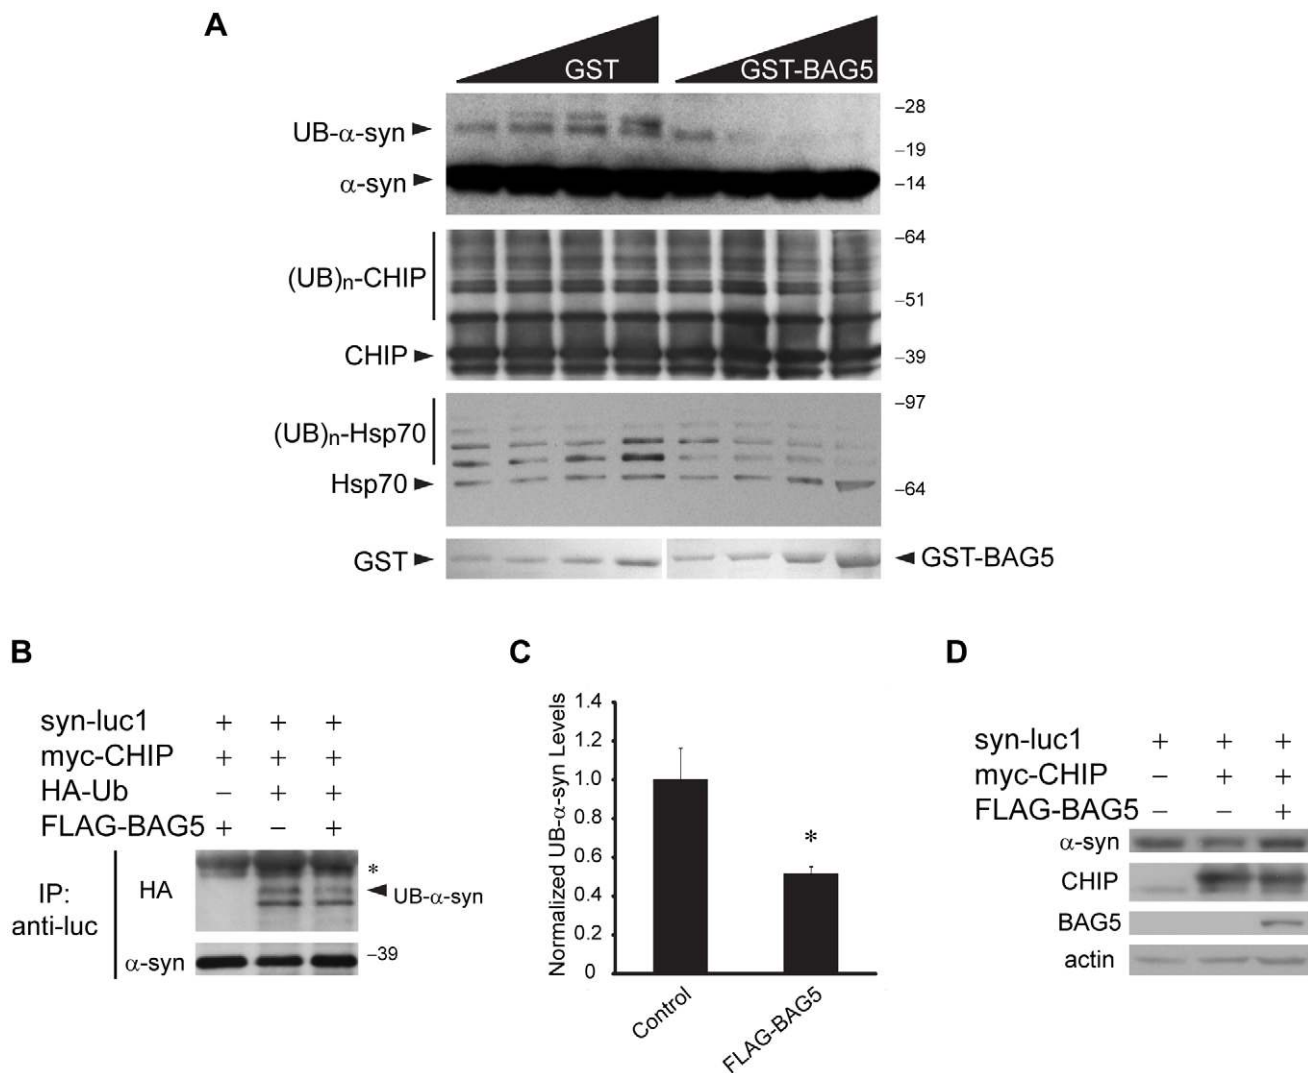 A
GST
GST-BAG5
UB-α-syn
α-syn
–28
–19
–14
(UB)n-CHIP
CHIP
–64
–51
–39
(UB)n-Hsp70
Hsp70
–97
–64
GST
GST-BAG5
B
syn-luc1 + + +
myc-CHIP + + +
HA-Ub – + +
FLAG-BAG5 + – +
IP:
anti-luc
HA
*
UB-α-syn
α-syn
–39
C
Normalized UB-α-syn Levels
1.4
1.2
1.0
0.8
0.6
0.4
0.2
0
*
Control
FLAG-BAG5
D
syn-luc1 + + +
myc-CHIP – + +
FLAG-BAG5 – – +
α-syn
CHIP
BAG5
actin